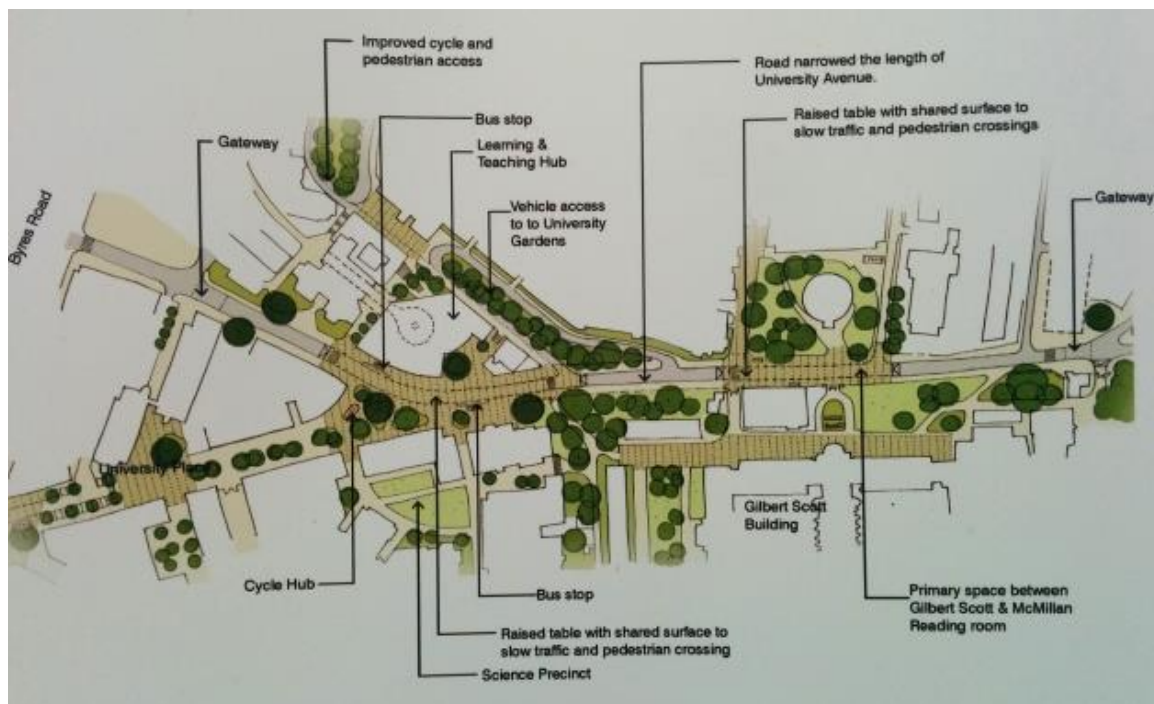 Improved cycle and
pedestrian access
Road narrowed the length of
University Avenue.
Bus stop
Raised table with shared surface to
slow traffic and pedestrian crossings
Gateway
Learning &
Teaching Hub
Byres Road
Vehicle access
to to University
Gardens
Gateway
University Place
Gilbert Scott
Building
Cycle Hub
Bus stop
Primary space between
Gilbert Scott & McMillan
Reading room
Raised table with shared surface to
slow traffic and pedestrian crossing
Science Precinct